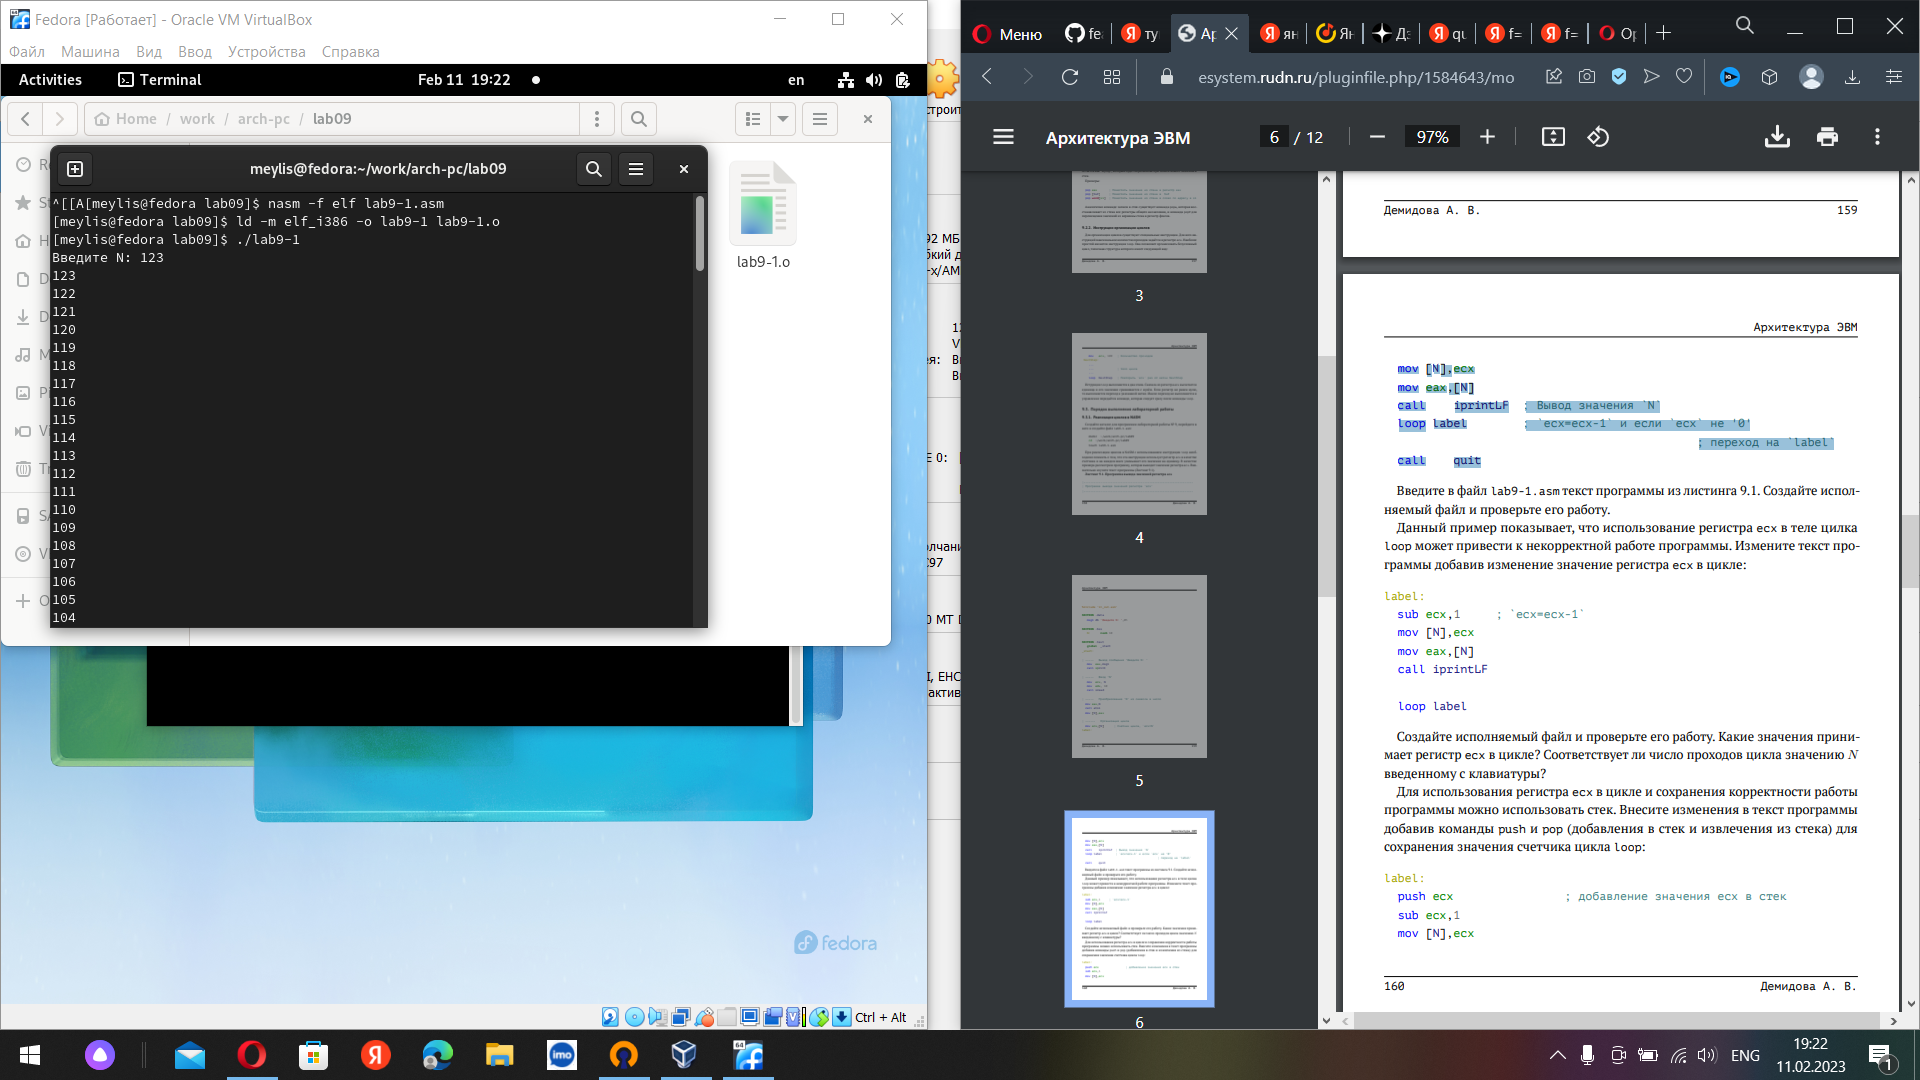 Fedora [Работает] - Oracle VM VirtualBox
Файл Машина Вид Ввод Устройства Справка
Activities Terminal Feb 11 19:22 en
Home / work / arch-pc / lab09
meylis@fedora:~/work/arch-pc/lab09
^[[A[meylis@fedora lab09]$ nasm -f elf lab9-1.asm
[meylis@fedora lab09]$ ld -m elf_i386 -o lab9-1 lab9-1.o
[meylis@fedora lab09]$ ./lab9-1
Введите N: 123
123
122
121
120
119
118
117
116
115
114
113
112
111
110
109
108
107
106
105
104
lab9-1.o
fedora
Ctrl + Alt
Меню
esystem.rudn.ru/pluginfile.php/1584643/mo
Архитектура ЭВМ 6 / 12 97%
3
4
5
6
Демидова А. В. 159
Архитектура ЭВМ
mov [N],ecx
mov eax,[N]
call iprintLF ; Вывод значения `N`
loop label ; `ecx=ecx-1` и если `ecx` не '0'
; переход на `label`
call quit
Введите в файл lab9-1.asm текст программы из листинга 9.1. Создайте испол-
няемый файл и проверьте его работу.
Данный пример показывает, что использование регистра ecx в теле цилка
loop может привести к некорректной работе программы. Измените текст про-
граммы добавив изменение значение регистра ecx в цикле:
label:
sub ecx,1 ; `ecx=ecx-1`
mov [N],ecx
mov eax,[N]
call iprintLF
loop label
Создайте исполняемый файл и проверьте его работу. Какие значения прини-
мает регистр ecx в цикле? Соответствует ли число проходов цикла значению N
введенному с клавиатуры?
Для использования регистра ecx в цикле и сохранения корректности работы
программы можно использовать стек. Внесите изменения в текст программы
добавив команды push и pop (добавления в стек и извлечения из стека) для
сохранения значения счетчика цикла loop:
label:
push ecx ; добавление значения ecx в стек
sub ecx,1
mov [N],ecx
160 Демидова А. В.
imo
ENG
19:22
11.02.2023
1